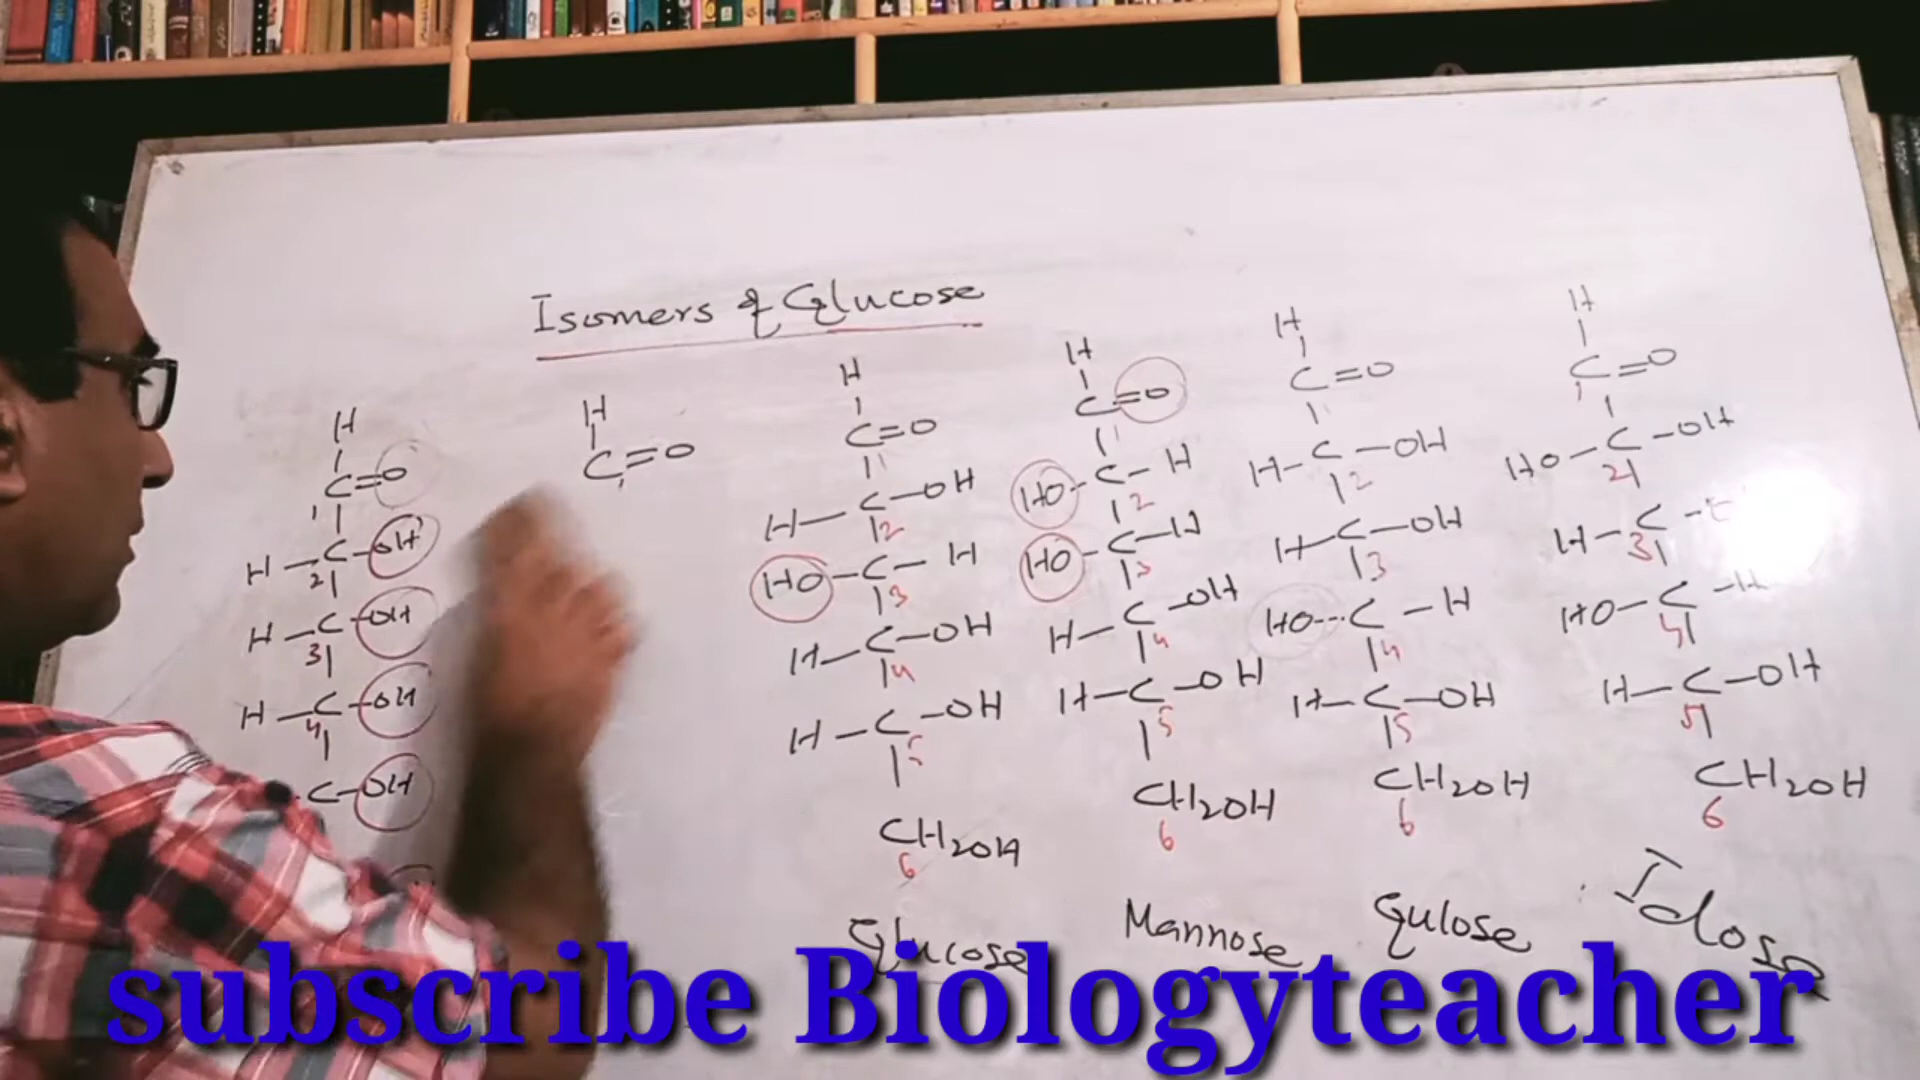 Isomers of Glucose
H
C=O
1
H-C-OH
2
H-C-OH
3
H-C-OH
4
C-OH
H
C=O
H
C=O
H-C-OH
2
HO-C-H
3
H-C-OH
4
H-C-OH
5
CH2OH
6
Glucose
H
C=O
HO-C-H
2
HO-C-H
3
H-C-OH
4
H-C-OH
5
CH2OH
6
Mannose
H
C=O
H-C-OH
2
H-C-OH
3
HO-C-H
4
H-C-OH
5
CH2OH
6
Gulose
H
C=O
HO-C-OH
2
H-C-
3
HO-C-H
4
H-C-OH
5
CH2OH
6
Idose
subscribe Biologyteacher